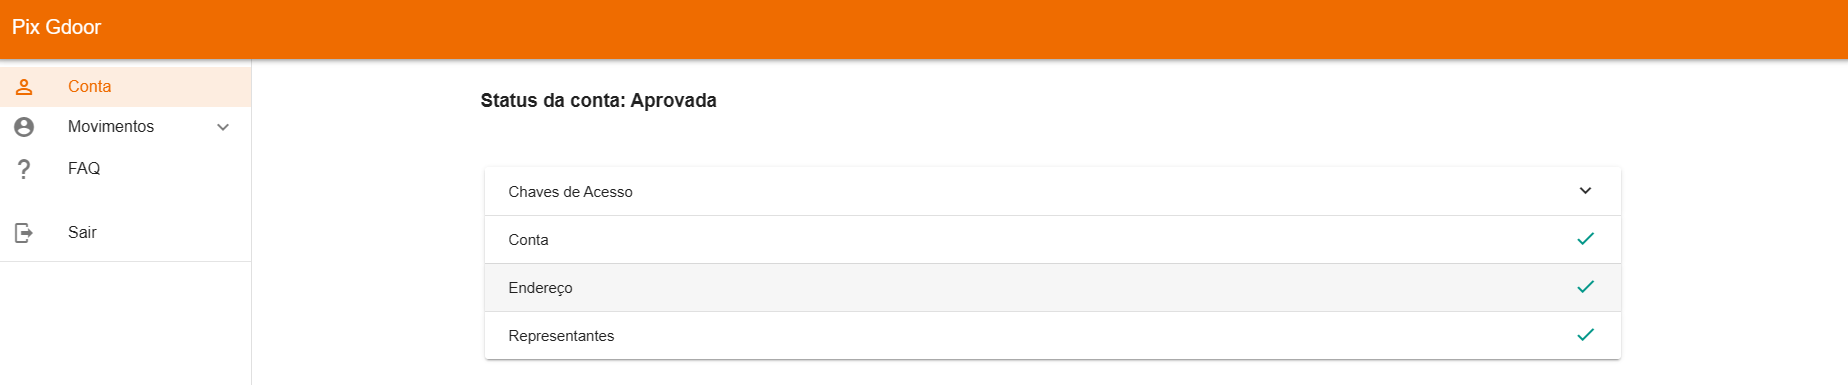 Pix Gdoor
Conta
Movimentos
FAQ
Sair
Status da conta: Aprovada
Chaves de Acesso
Conta
Endereço
Representantes